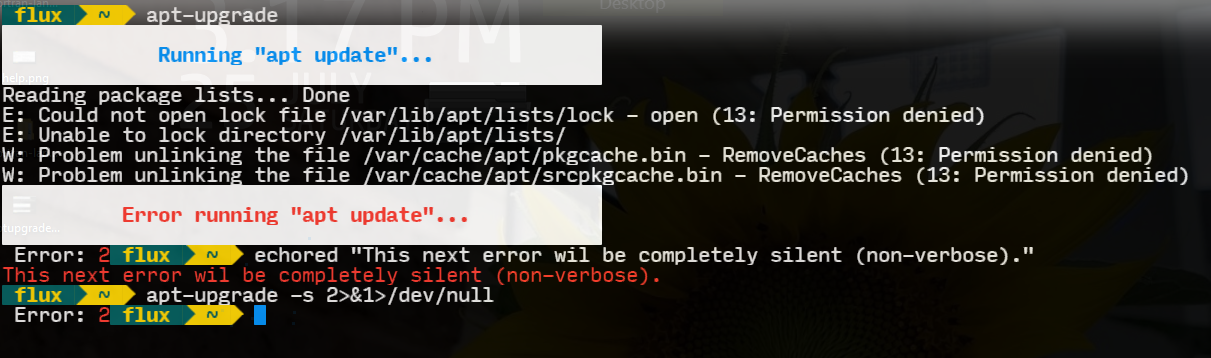 Desktop
flux ~ apt-upgrade
Running "apt update"...
help.png
Reading package lists... Done
E: Could not open lock file /var/lib/apt/lists/lock - open (13: Permission denied)
E: Unable to lock directory /var/lib/apt/lists/
W: Problem unlinking the file /var/cache/apt/pkgcache.bin - RemoveCaches (13: Permission denied)
W: Problem unlinking the file /var/cache/apt/srcpkgcache.bin - RemoveCaches (13: Permission denied)
Error running "apt update"...
Error: 2 flux ~ echored "This next error wil be completely silent (non-verbose)."
This next error wil be completely silent (non-verbose).
flux ~ apt-upgrade -s 2>&1>/dev/null
Error: 2 flux ~